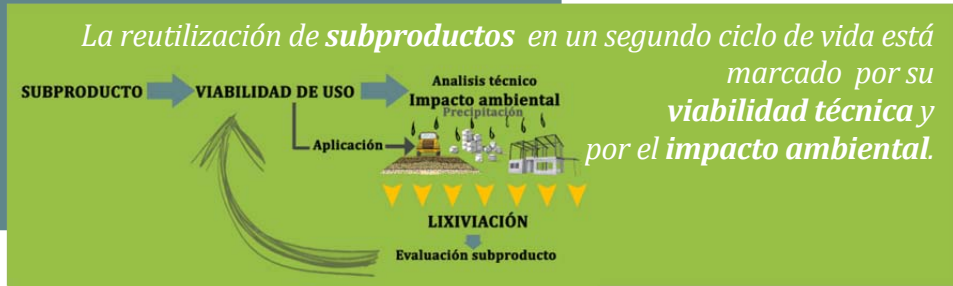 La reutilización de subproductos en un segundo ciclo de vida está
marcado por su
viabilidad técnica y
por el impacto ambiental.
SUBPRODUCTO
VIABILIDAD DE USO
Analisis técnico
Impacto ambiental
Precipitación
Aplicación
LIXIVIACIÓN
Evaluación subproducto